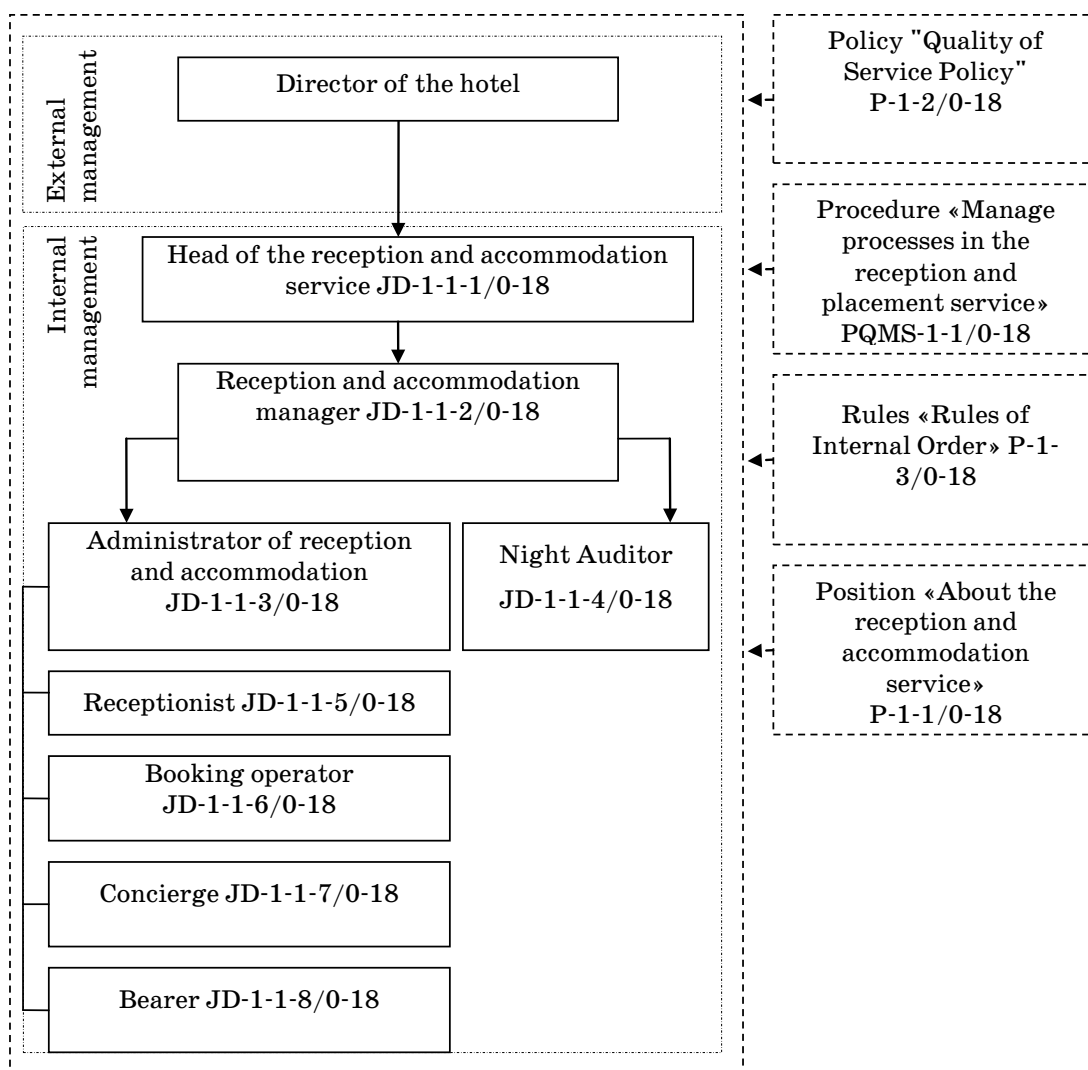 External
management
Director of the hotel
Internal
management
Head of the reception and accommodation
service JD-1-1-1/0-18
Reception and accommodation
manager JD-1-1-2/0-18
Administrator of reception
and accommodation
JD-1-1-3/0-18
Night Auditor
JD-1-1-4/0-18
Receptionist JD-1-1-5/0-18
Booking operator
JD-1-1-6/0-18
Concierge JD-1-1-7/0-18
Bearer JD-1-1-8/0-18
Policy "Quality of
Service Policy"
P-1-2/0-18
Procedure «Manage
processes in the
reception and
placement service»
PQMS-1-1/0-18
Rules «Rules of
Internal Order» P-1-
3/0-18
Position «About the
reception and
accommodation
service»
P-1-1/0-18